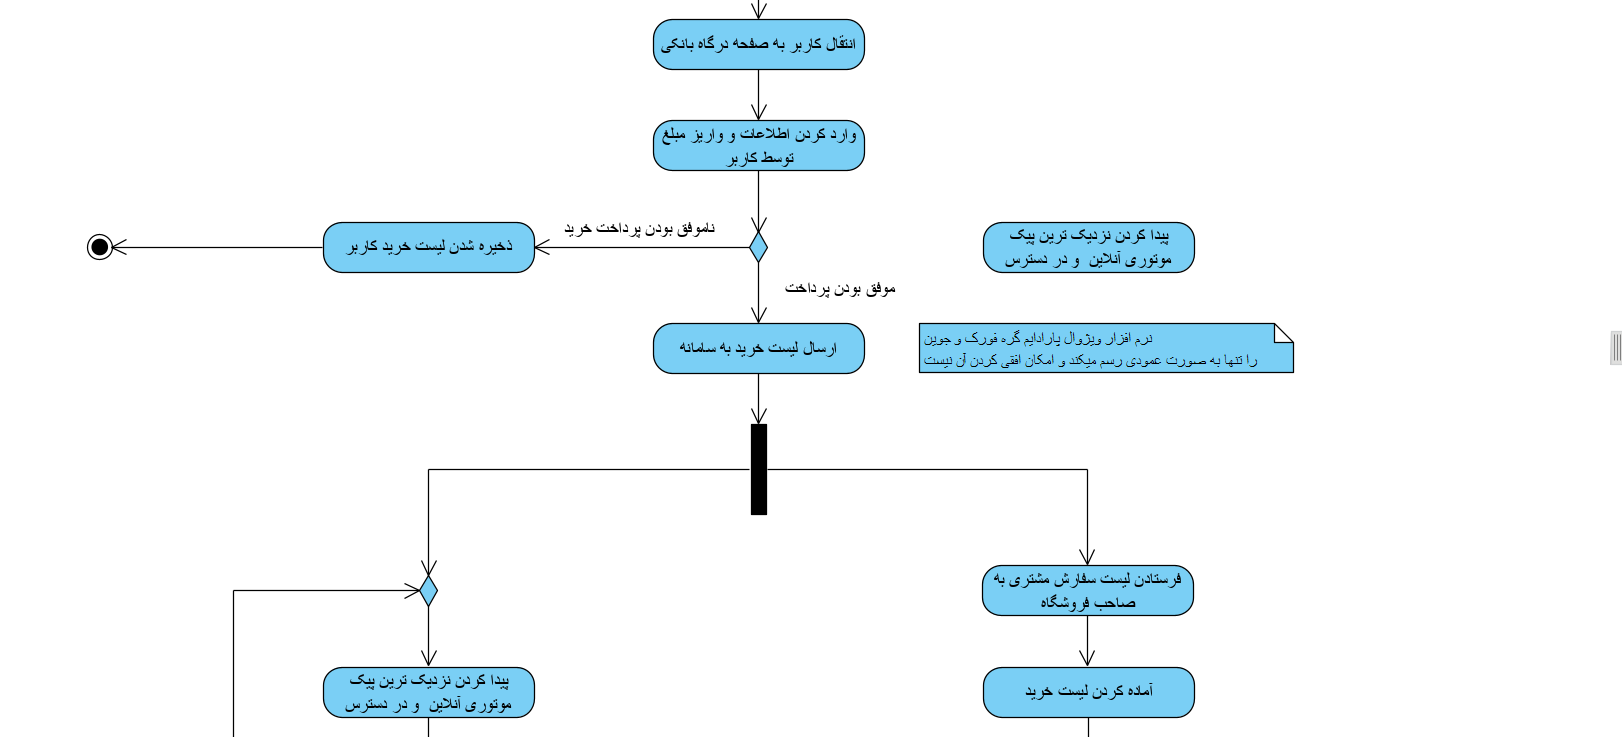 انتقال کاربر به صفحه درگاه بانکی
وارد کردن اطلاعات و واریز مبلغ
توسط کاربر
ناموفق بودن پرداخت خرید
ذخیره شدن لیست خرید کاربر
پیدا کردن نزدیک ترین پیک
موتوری آنلاین و در دسترس
موفق بودن پرداخت
ارسال لیست خرید به سامانه
نرم افزار ویژوال پارادایم گره فورک و جوین
را تنها به صورت عمودی رسم میکند و امکان افقی کردن آن نیست
فرستادن لیست سفارش مشتری به
صاحب فروشگاه
پیدا کردن نزدیک ترین پیک
موتوری آنلاین و در دسترس
آماده کردن لیست خرید